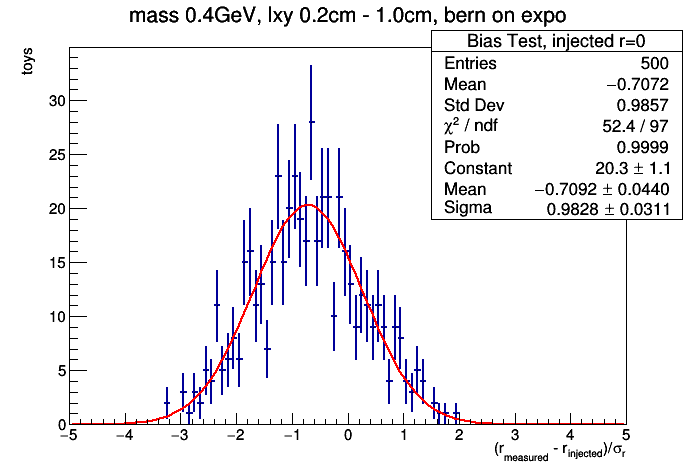 mass 0.4GeV, lxy 0.2cm - 1.0cm, bern on expo
Bias Test, injected r=0
Entries 500
Mean −0.7072
Std Dev 0.9857
χ² / ndf 52.4 / 97
Prob 0.9999
Constant 20.3 ± 1.1
Mean −0.7092 ± 0.0440
Sigma 0.9828 ± 0.0311
toys
30
25
20
15
10
5
0
−5 −4 −3 −2 −1 0 1 2 3 4 5
(r_measured - r_injected)/σ_r